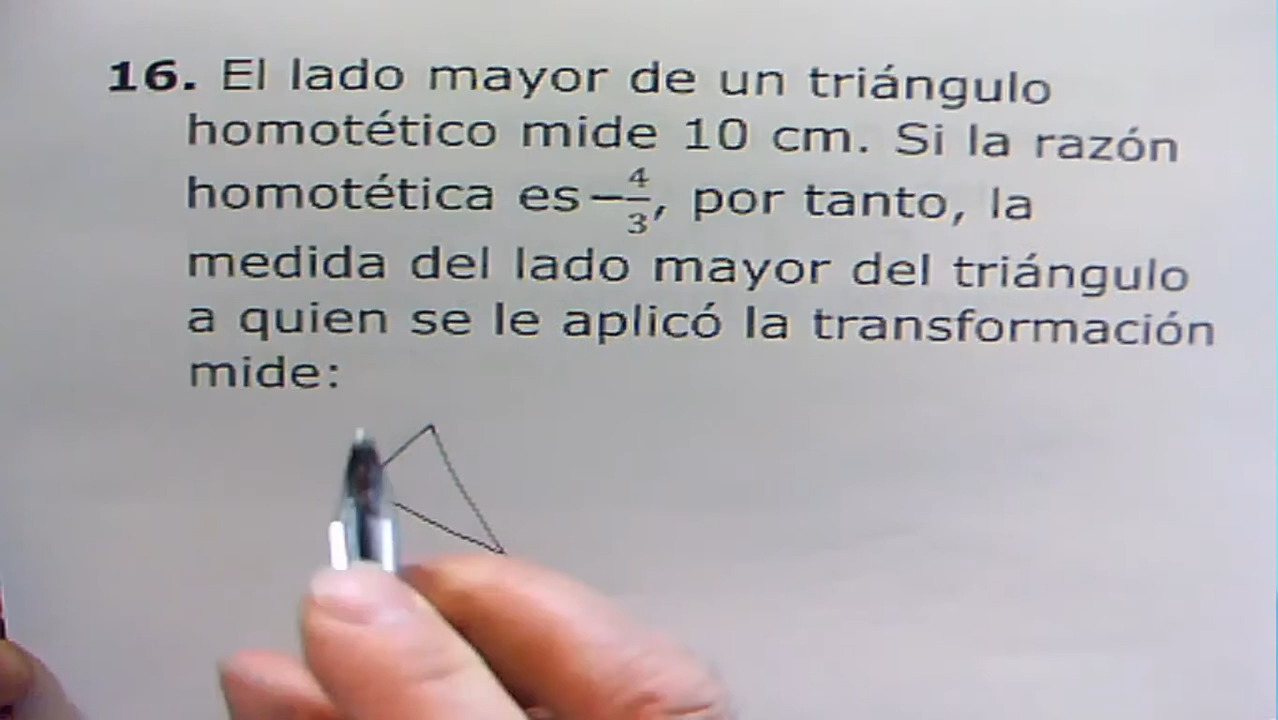 16. El lado mayor de un triángulo
homotético mide 10 cm. Si la razón
homotética es −4/3, por tanto, la
medida del lado mayor del triángulo
a quien se le aplicó la transformación
mide: